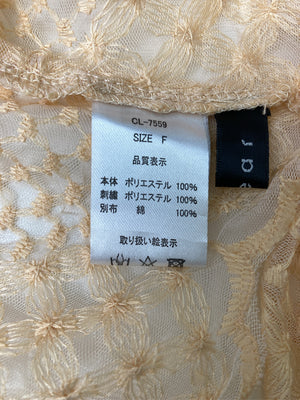 CL-7559
SIZE F
品質表示
本体 ポリエステル 100%
刺繍 ポリエステル 100%
別布 綿 100%
取り扱い絵表示